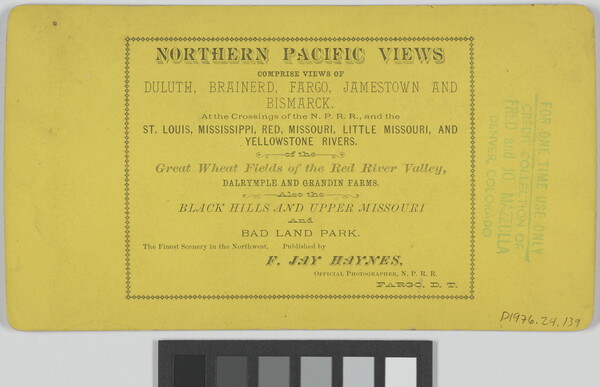 NORTHERN PACIFIC VIEWS
COMPRISE VIEWS OF
DULUTH, BRAINERD, FARGO, JAMESTOWN AND
BISMARCK.
At the Crossings of the N. P. R. R., and the
ST. LOUIS, MISSISSIPPI, RED, MISSOURI, LITTLE MISSOURI, AND
YELLOWSTONE RIVERS.
of the
Great Wheat Fields of the Red River Valley,
DALRYMPLE AND GRANDIN FARMS.
Also the
BLACK HILLS AND UPPER MISSOURI
And
BAD LAND PARK.
The Finest Scenery in the Northwest. Published by
F. JAY HAYNES,
OFFICIAL PHOTOGRAPHER, N. P. R. R.
FARGO, D. T.
FOR ONE TIME USE ONLY
CREDIT COLLECTION OF
FRED and JO MAZZULLA
DENVER, COLORADO
P1976.24.139